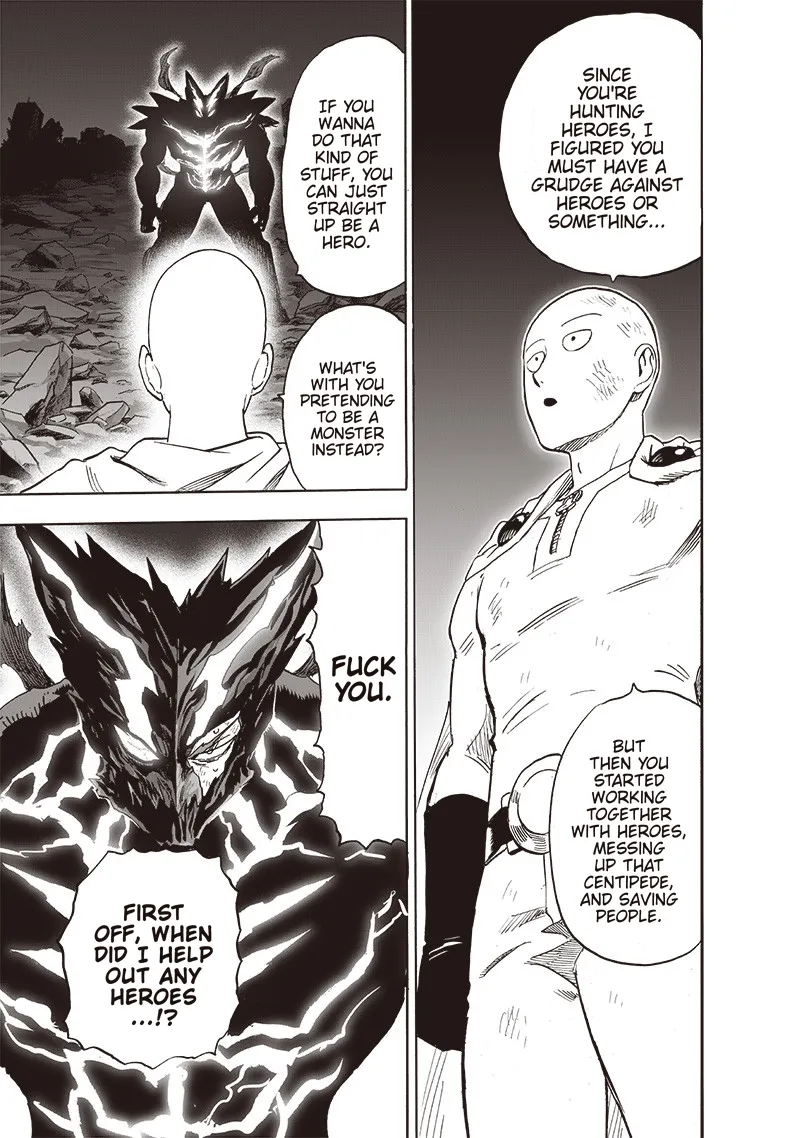 SINCE
YOU'RE
HUNTING
HEROES, I
FIGURED YOU
MUST HAVE A
GRUDGE AGAINST
HEROES OR
SOMETHING...
BUT
THEN YOU
STARTED
WORKING
TOGETHER
WITH HEROES,
MESSING
UP THAT
CENTIPEDE,
AND SAVING
PEOPLE.
IF YOU
WANNA
DO THAT
KIND OF
STUFF, YOU
CAN JUST
STRAIGHT
UP BE A
HERO.
WHAT'S
WITH YOU
PRETENDING
TO BE A
MONSTER
INSTEAD?
FUCK
YOU.
FIRST
OFF, WHEN
DID I HELP
OUT ANY
HEROES
...!?